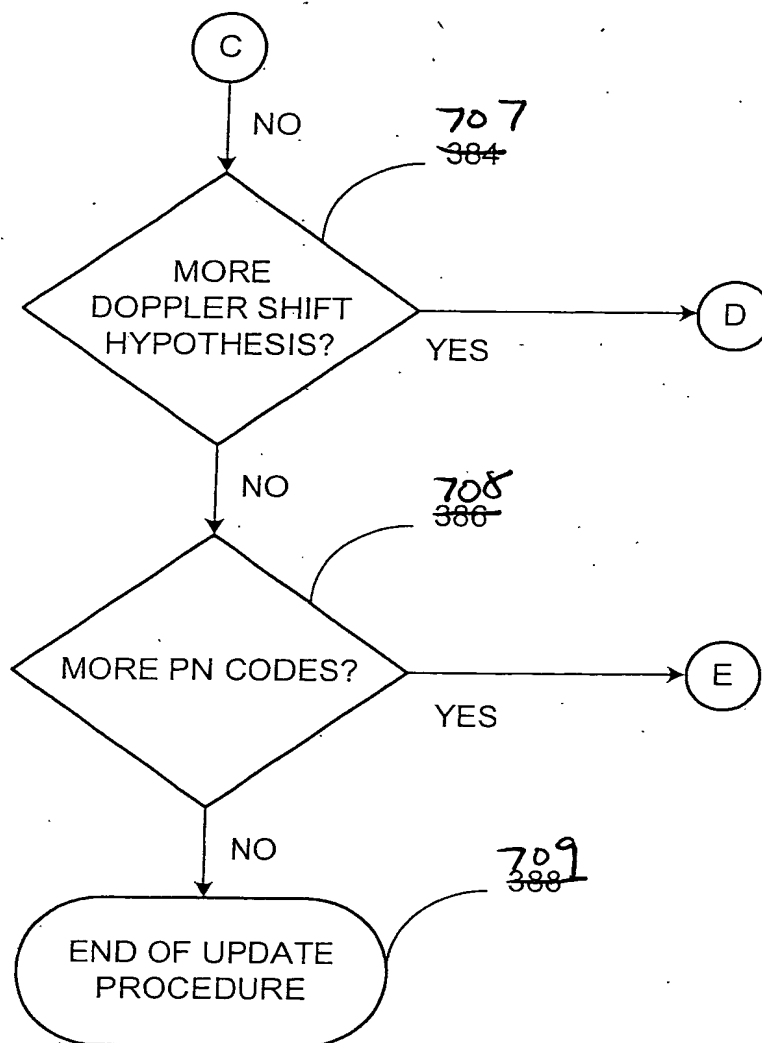 C
NO
707
384
MORE
DOPPLER SHIFT
HYPOTHESIS?
D
YES
NO
708
386
MORE PN CODES?
E
YES
NO
709
388
END OF UPDATE
PROCEDURE